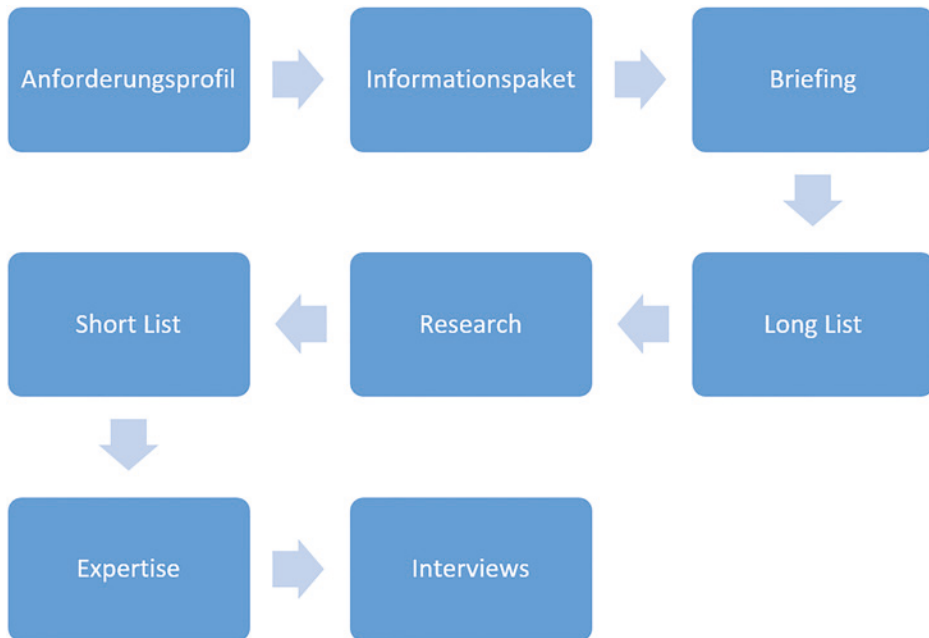 Anforderungsprofil
Informationspaket
Briefing
Long List
Research
Short List
Expertise
Interviews